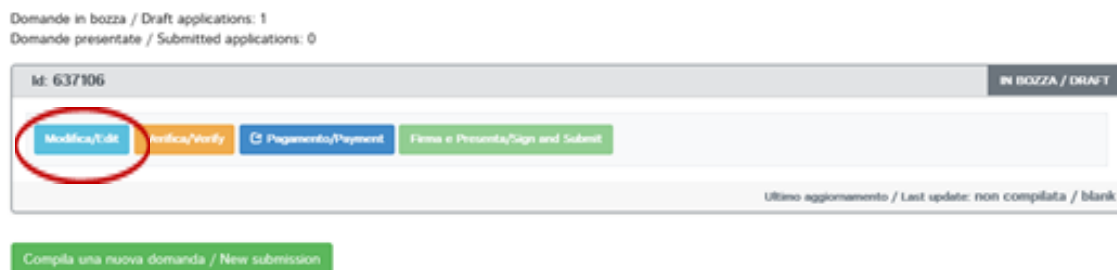 Domande in bozza / Draft applications: 1
Domande presentate / Submitted applications: 0
Id: 637106 IN BOZZA / DRAFT
Modifica/Edit Verifica/Verify Pagamento/Payment Firma e Presenta/Sign and Submit
Ultimo aggiornamento / Last update: non compilata / blank
Compila una nuova domanda / New submission